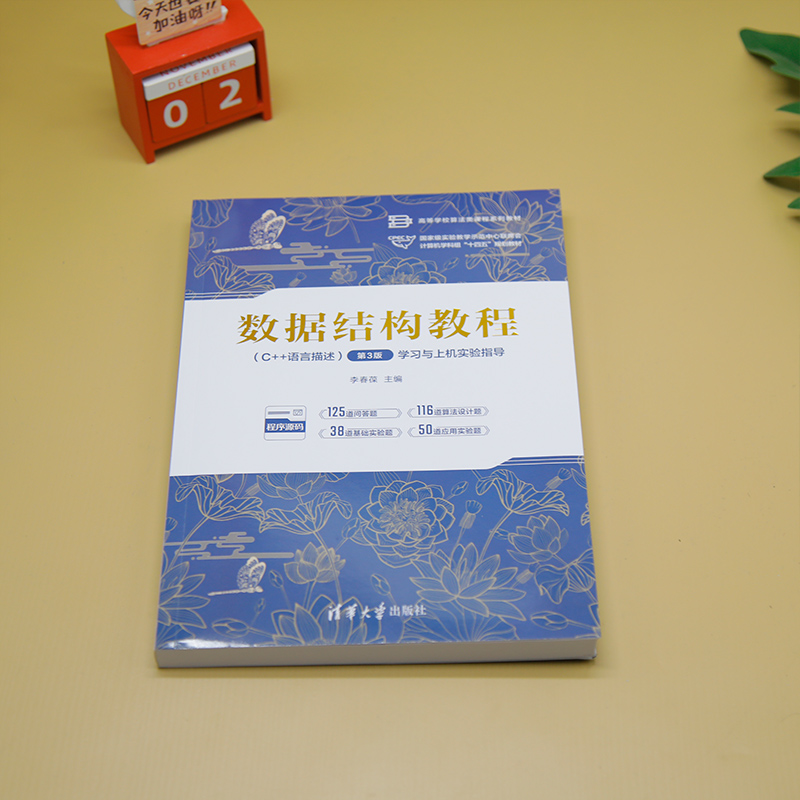 今天也要
加油呀!!
NOVEMBER
DECEMBER
0 2
高等学校算法类课程系列教材
国家级实验教学示范中心联席会
计算机学科组“十四五”规划教材
数据结构教程
（C++语言描述） 第3版 学习与上机实验指导
李春葆 主编
程序源码
125道问答题 116道算法设计题
38道基础实验题 50道应用实验题
清华大学出版社